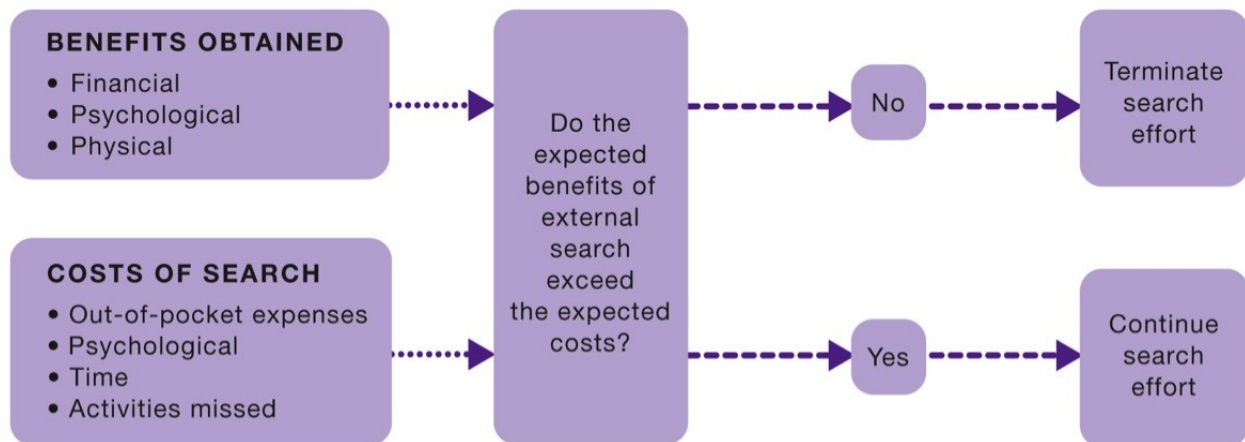 BENEFITS OBTAINED
• Financial
• Psychological
• Physical
COSTS OF SEARCH
• Out-of-pocket expenses
• Psychological
• Time
• Activities missed
Do the
expected
benefits of
external
search
exceed
the expected
costs?
No
Terminate
search
effort
Yes
Continue
search
effort